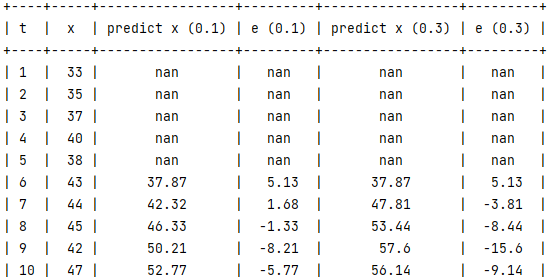 +----+----+-----------------+---------+-----------------+---------+
| t | x | predict x (0.1) | e (0.1) | predict x (0.3) | e (0.3) |
+----+----+-----------------+---------+-----------------+---------+
| 1 | 33 | nan | nan | nan | nan |
| 2 | 35 | nan | nan | nan | nan |
| 3 | 37 | nan | nan | nan | nan |
| 4 | 40 | nan | nan | nan | nan |
| 5 | 38 | nan | nan | nan | nan |
| 6 | 43 | 37.87 | 5.13 | 37.87 | 5.13 |
| 7 | 44 | 42.32 | 1.68 | 47.81 | -3.81 |
| 8 | 45 | 46.33 | -1.33 | 53.44 | -8.44 |
| 9 | 42 | 50.21 | -8.21 | 57.6 | -15.6 |
| 10 | 47 | 52.77 | -5.77 | 56.14 | -9.14 |